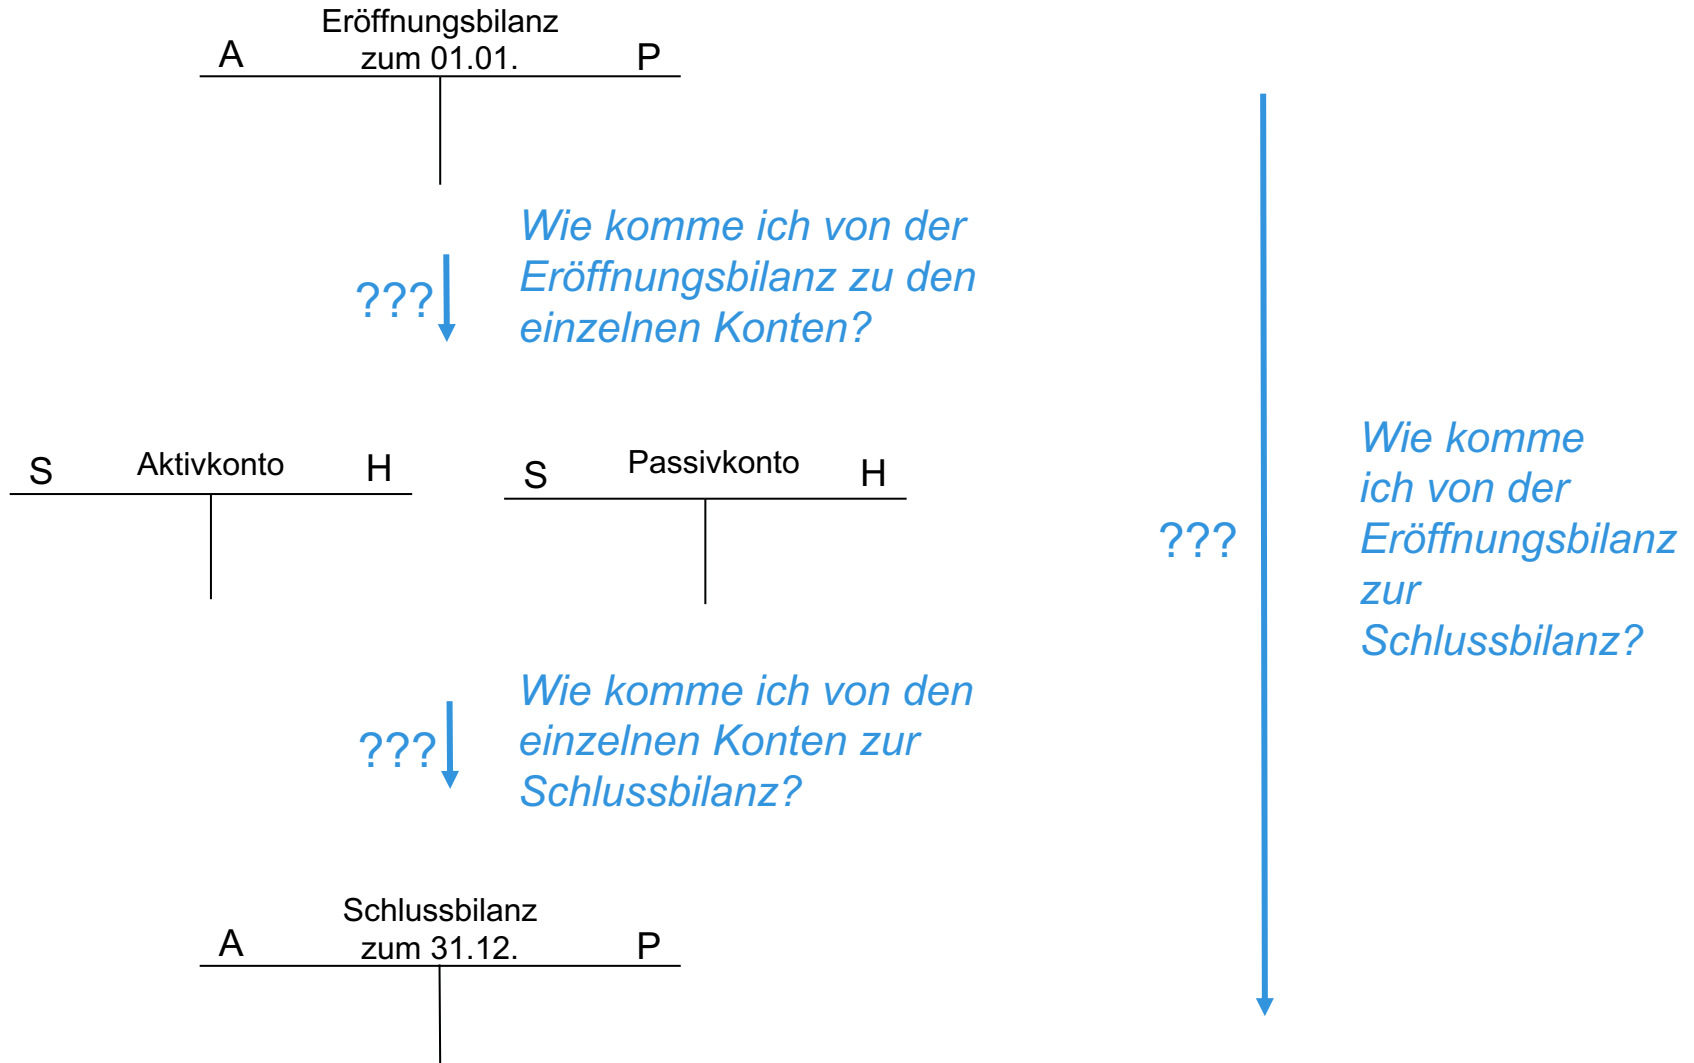 Eröffnungsbilanz
A zum 01.01. P
Wie komme ich von der
??? Eröffnungsbilanz zu den
einzelnen Konten?
S Aktivkonto H
S Passivkonto H
Wie komme ich von den
??? einzelnen Konten zur
Schlussbilanz?
Schlussbilanz
A zum 31.12. P
???
Wie komme
ich von der
Eröffnungsbilanz
zur
Schlussbilanz?